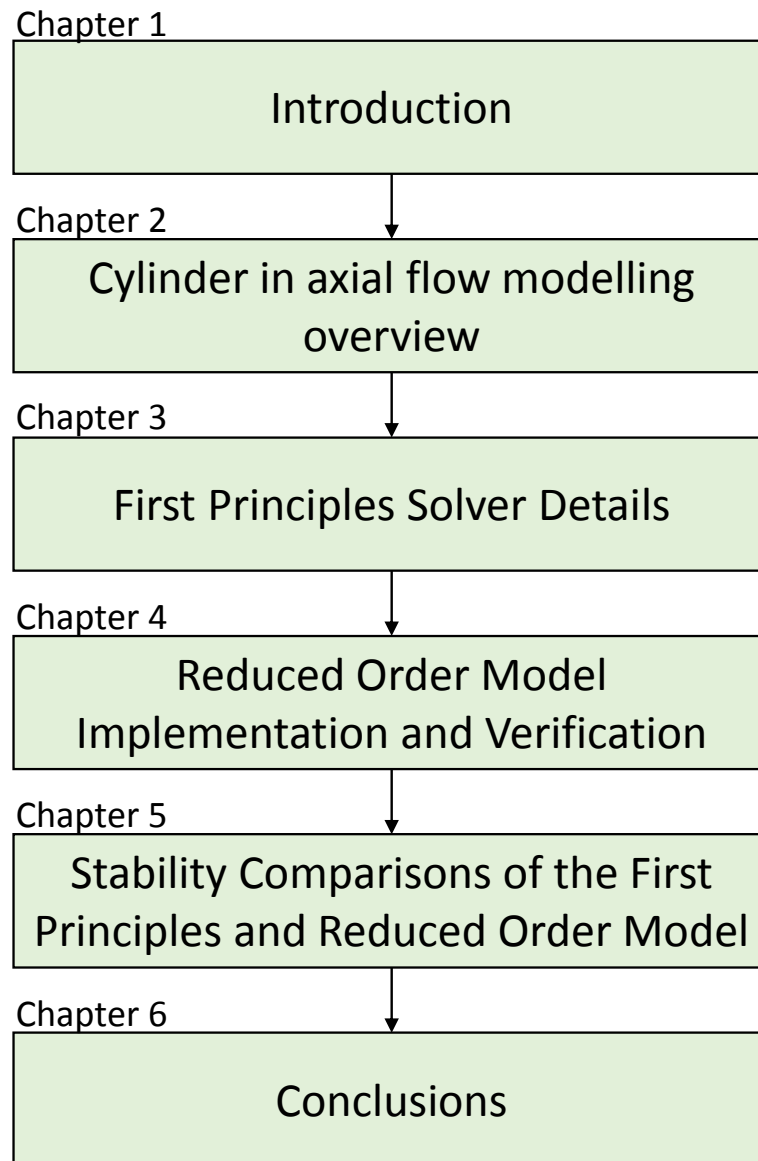 Chapter 1
Introduction
Chapter 2
Cylinder in axial flow modelling
overview
Chapter 3
First Principles Solver Details
Chapter 4
Reduced Order Model
Implementation and Verification
Chapter 5
Stability Comparisons of the First
Principles and Reduced Order Model
Chapter 6
Conclusions